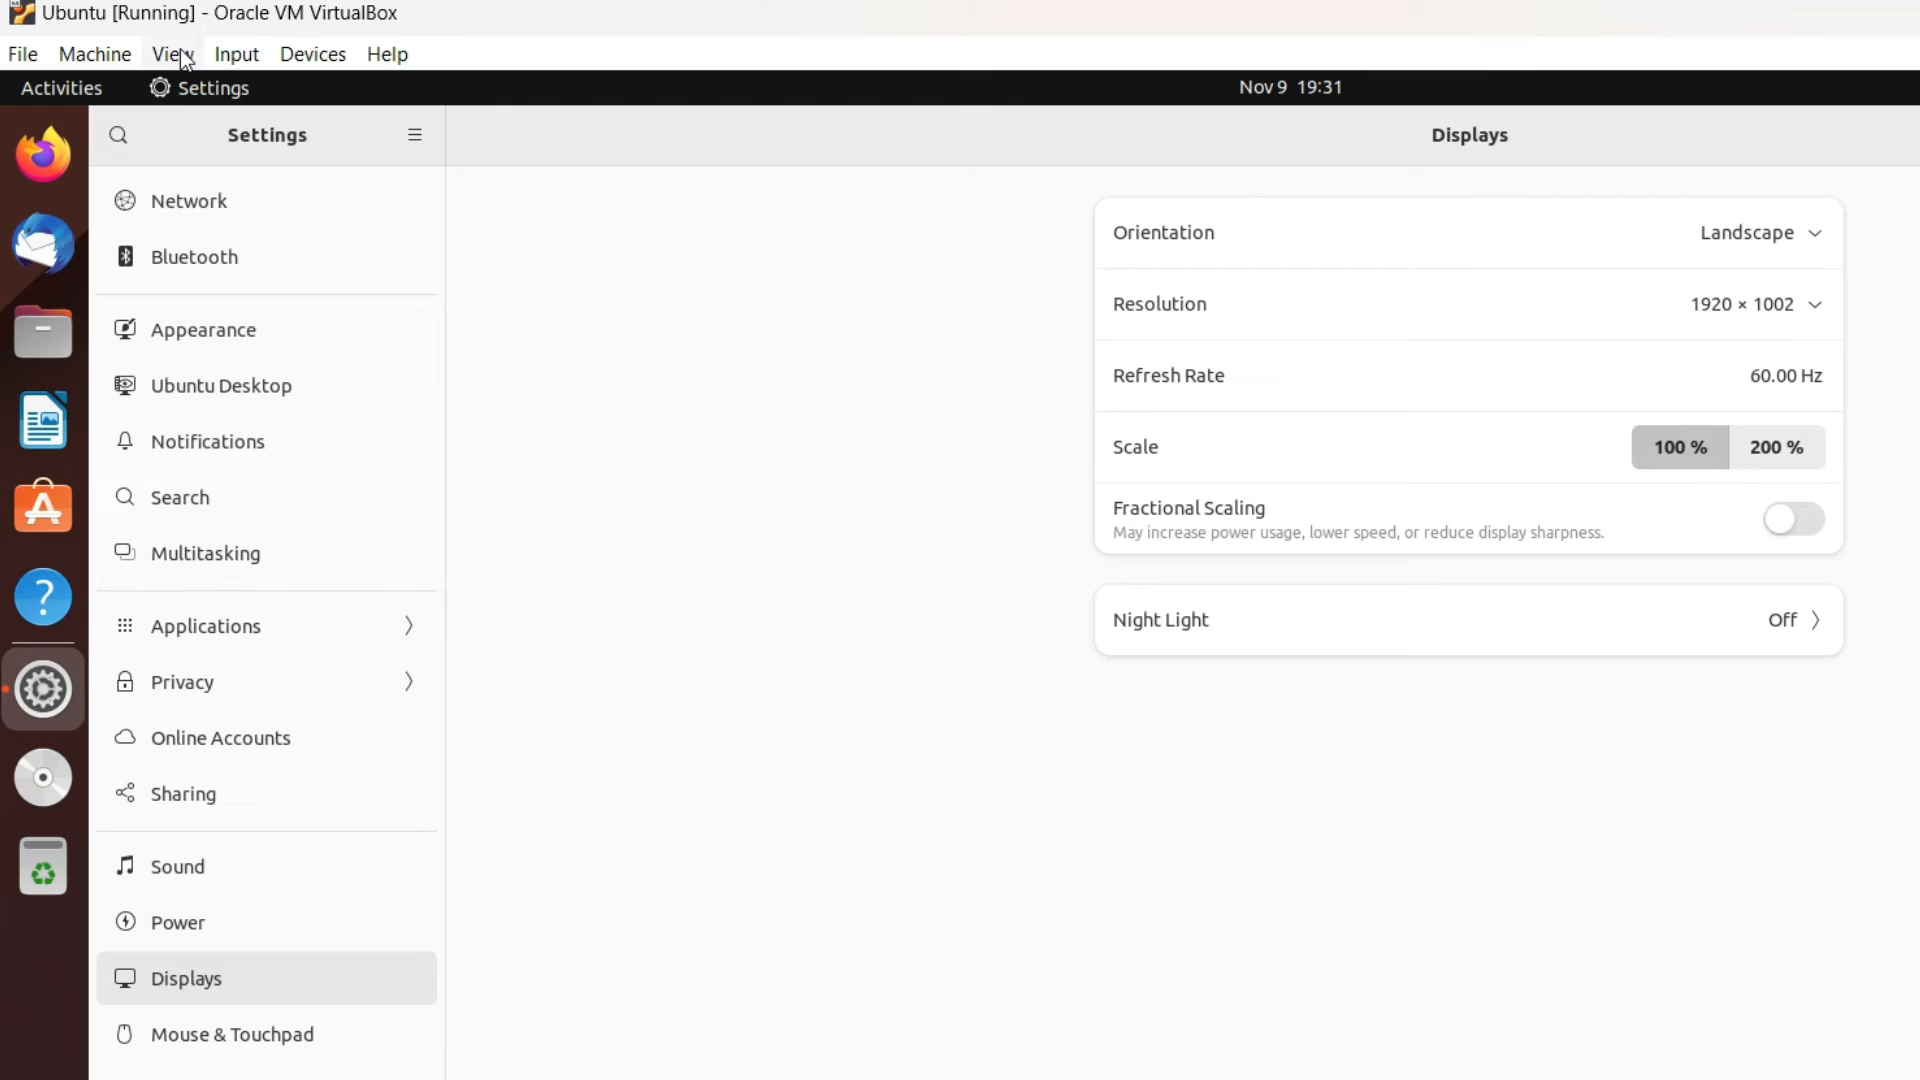 Ubuntu [Running] - Oracle VM VirtualBox
File Machine View Input Devices Help
Activities Settings Nov 9 19:31
Settings
Displays
Network
Bluetooth
Appearance
Ubuntu Desktop
Notifications
Search
Multitasking
Applications
Privacy
Online Accounts
Sharing
Sound
Power
Displays
Mouse & Touchpad
Orientation Landscape
Resolution 1920 × 1002
Refresh Rate 60.00 Hz
Scale 100 % 200 %
Fractional Scaling
May increase power usage, lower speed, or reduce display sharpness.
Night Light Off